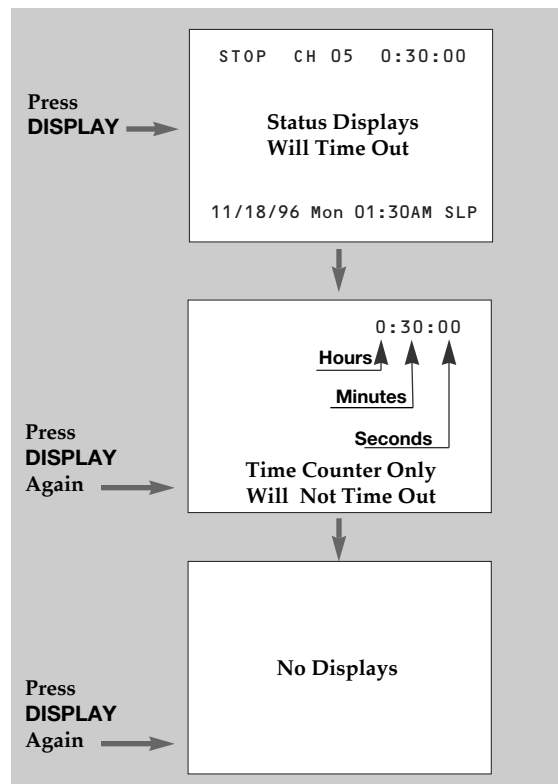 STOP CH 05 0:30:00
Press
DISPLAY
Status Displays
Will Time Out
11/18/96 Mon 01:30AM SLP
0:30:00
Hours
Minutes
Seconds
Press
DISPLAY
Again
Time Counter Only
Will Not Time Out
No Displays
Press
DISPLAY
Again